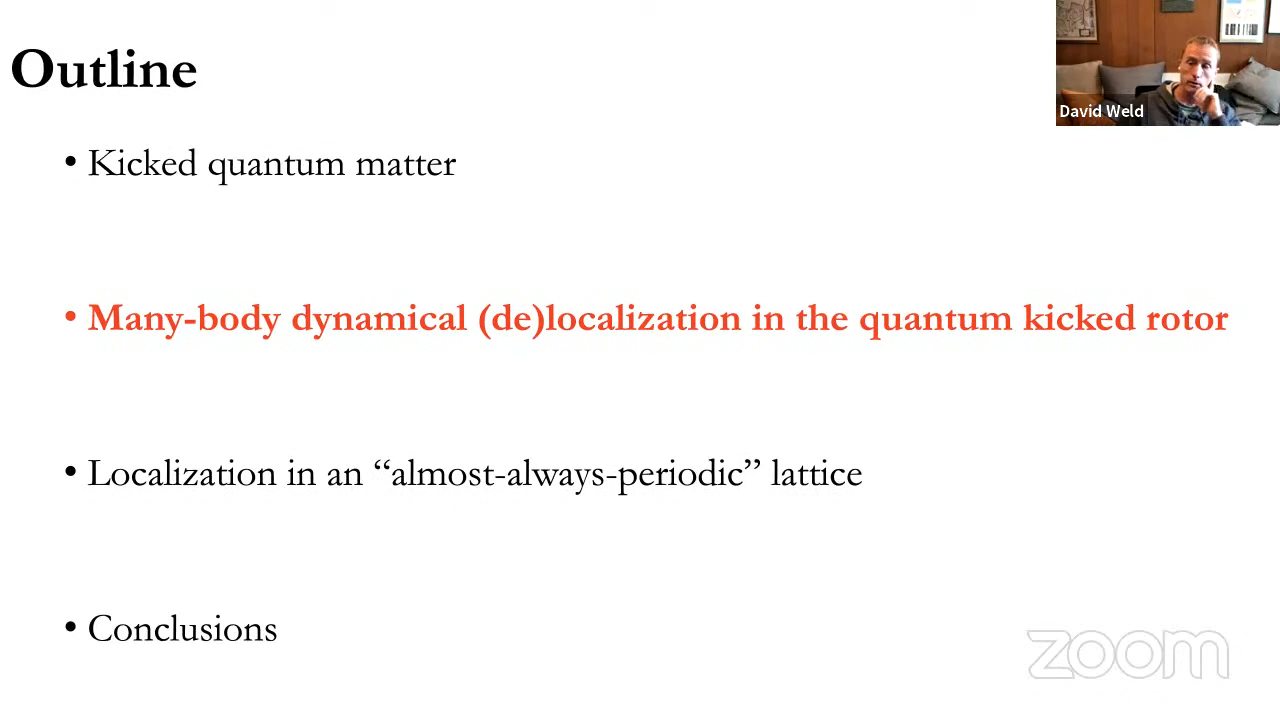 Outline
David Weld
• Kicked quantum matter
• Many-body dynamical (de)localization in the quantum kicked rotor
• Localization in an “almost-always-periodic” lattice
• Conclusions
zoom